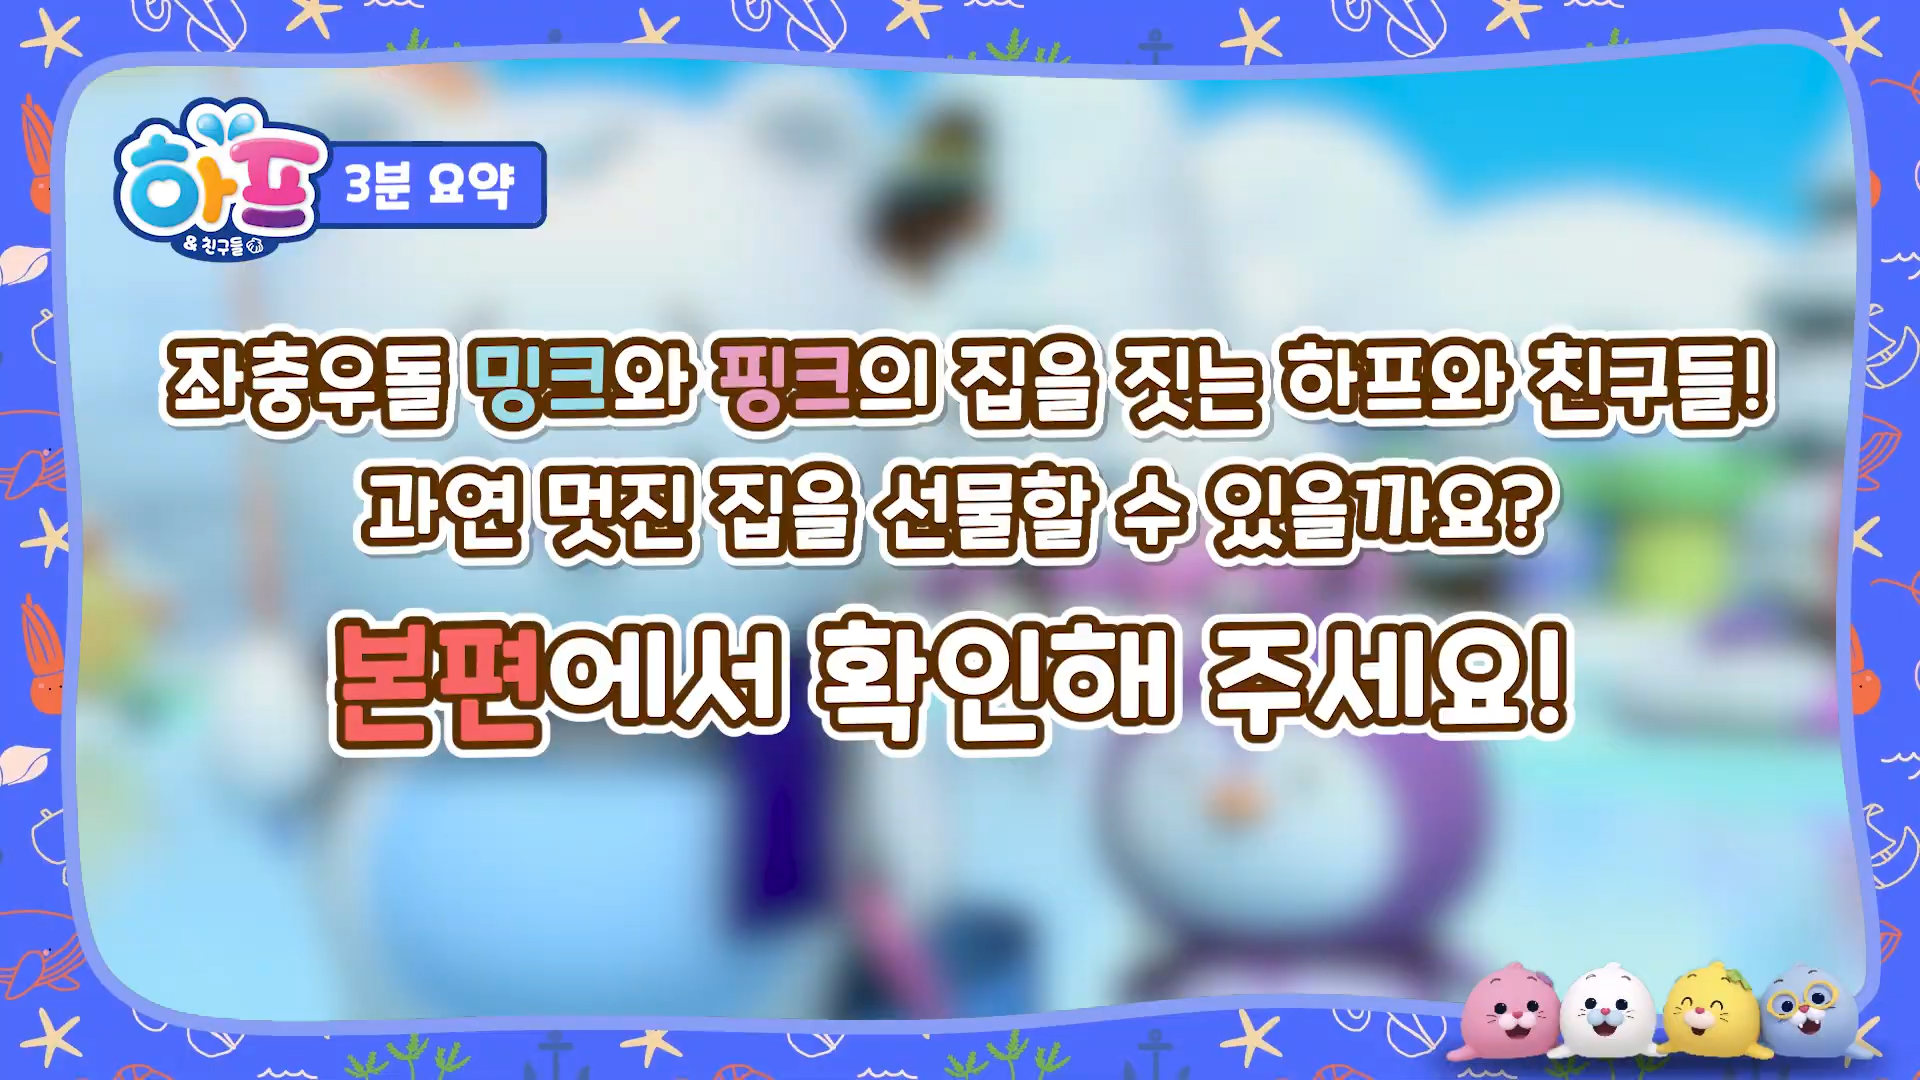 하프
& 친구들
3분 요약
좌충우돌 밍크와 핑크의 집을 짓는 하프와 친구들!
과연 멋진 집을 선물할 수 있을까요?
본편에서 확인해 주세요!